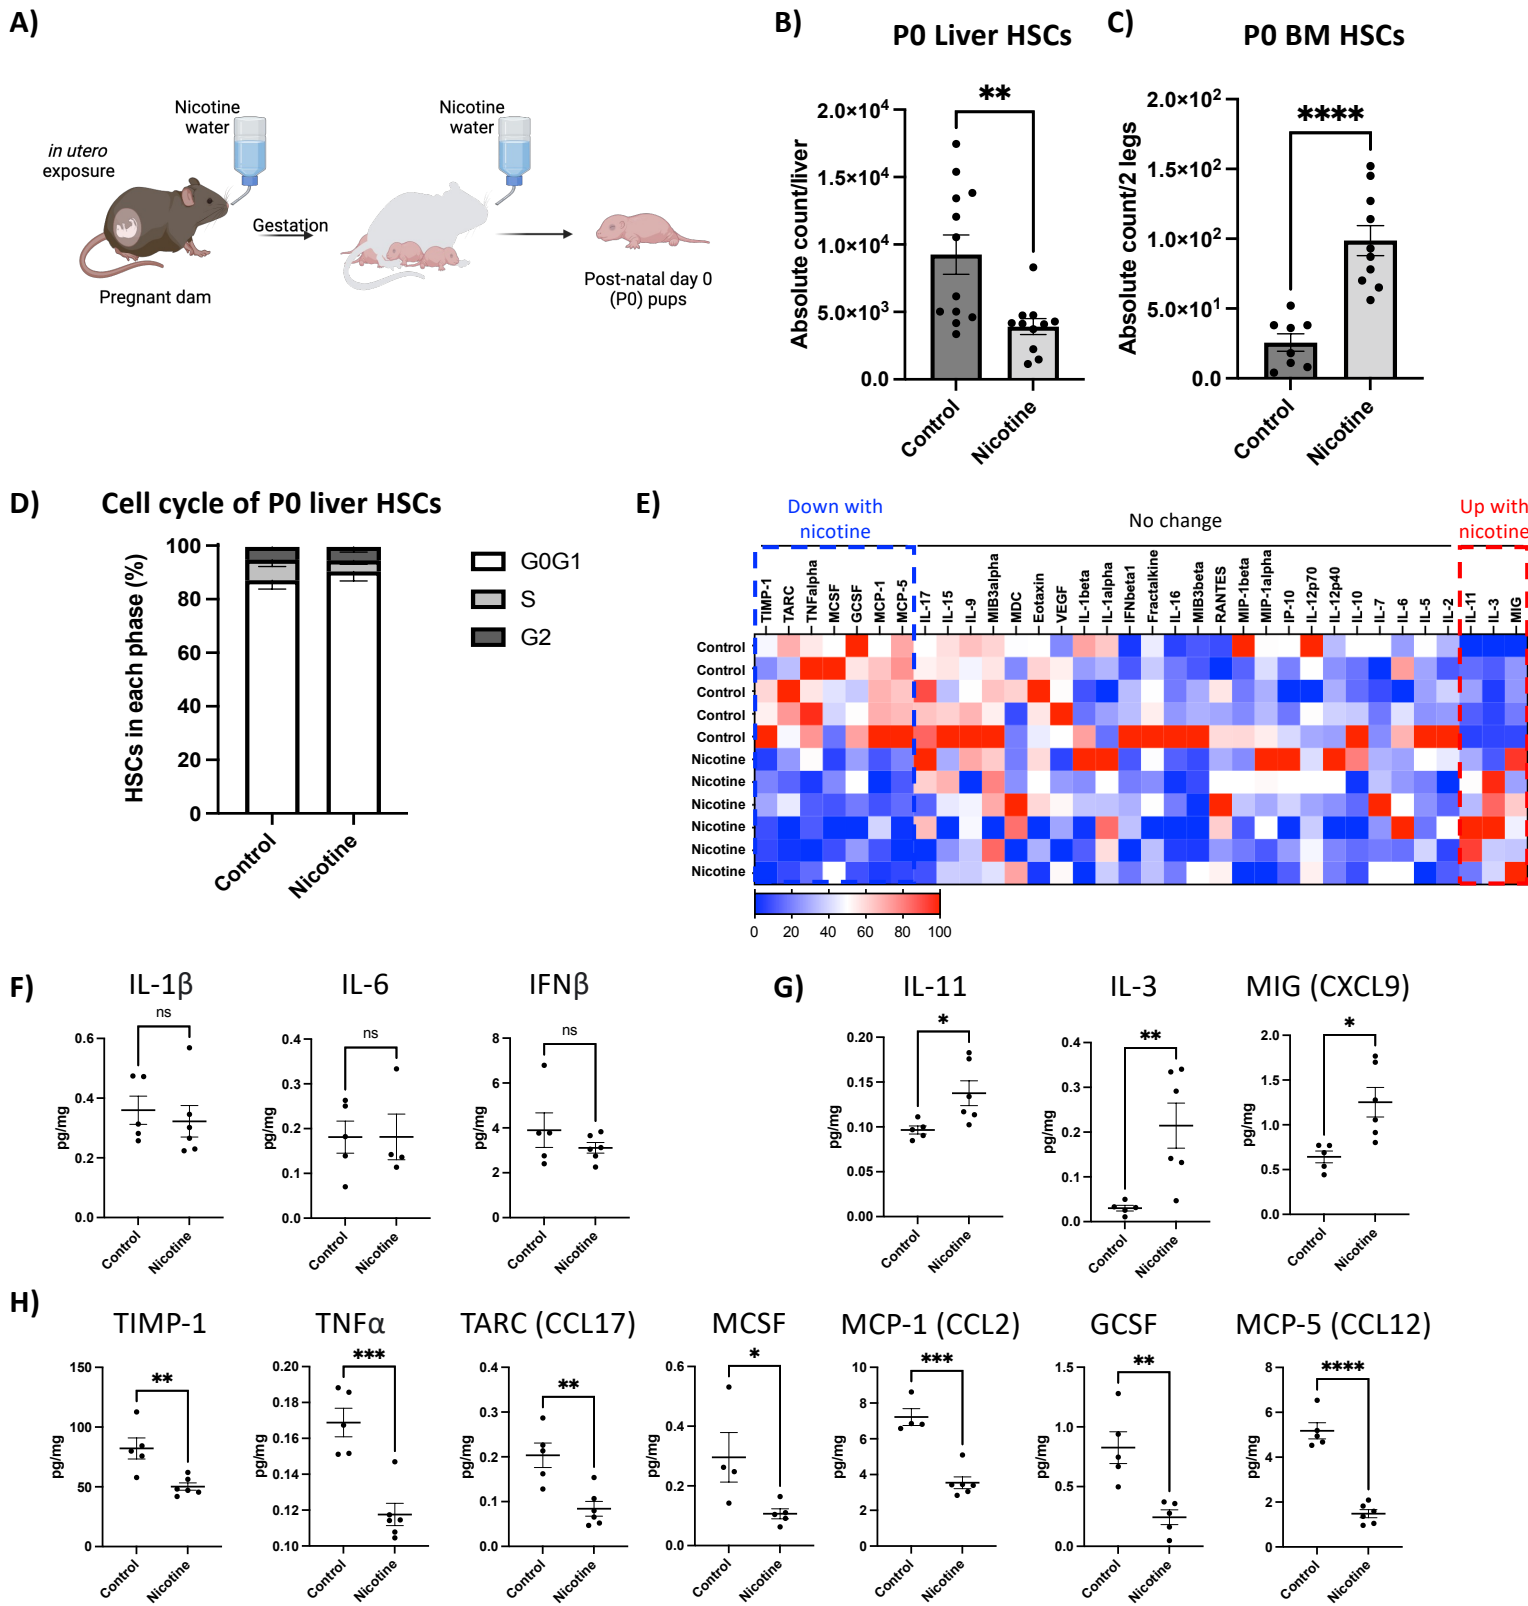 A)
Nicotine
water
in utero
exposure
Gestation
Pregnant dam
Nicotine
water
Post-natal day 0
(P0) pups
B)
P0 Liver HSCs
Absolute count/liver
2.0×10⁴
1.5×10⁴
1.0×10⁴
5.0×10³
0.0
**
Control
Nicotine
C)
P0 BM HSCs
Absolute count/2 legs
2.0×10²
1.5×10²
1.0×10²
5.0×10¹
0.0
****
Control
Nicotine
D)
Cell cycle of P0 liver HSCs
HSCs in each phase (%)
100
80
60
40
20
0
Control
Nicotine
G0G1
S
G2
E)
Down with
nicotine
No change
Up with
nicotine
TIMP-1
TARC
TNFalpha
MCSF
GCSF
MCP-1
MCP-5
IL-17
IL-15
IL-9
MIB3alpha
MDC
Eotaxin
VEGF
IL-1beta
IL-1alpha
IFNbeta1
Fractalkine
IL-16
MIB3beta
RANTES
MIP-1beta
MIP-1alpha
IP-10
IL-12p70
IL-12p40
IL-10
IL-7
IL-6
IL-5
IL-2
IL-11
IL-3
MIG
Control
Control
Control
Control
Control
Nicotine
Nicotine
Nicotine
Nicotine
Nicotine
Nicotine
0 20 40 60 80 100
F)
IL-1β
pg/mg
0.6
0.4
0.2
0.0
ns
Control
Nicotine
IL-6
pg/mg
0.4
0.3
0.2
0.1
0.0
ns
Control
Nicotine
IFNβ
pg/mg
8
6
4
2
0
ns
Control
Nicotine
G)
IL-11
pg/mg
0.15
0.10
0.05
0.00
*
Control
Nicotine
IL-3
pg/mg
0.4
0.3
0.2
0.1
0.0
**
Control
Nicotine
MIG (CXCL9)
pg/mg
2.0
1.5
1.0
0.5
0.0
*
Control
Nicotine
H)
TIMP-1
pg/mg
150
100
50
0
**
Control
Nicotine
TNFα
pg/mg
0.20
0.18
0.16
0.14
0.12
0.10
***
Control
Nicotine
TARC (CCL17)
pg/mg
0.4
0.3
0.2
0.1
0.0
**
Control
Nicotine
MCSF
pg/mg
0.6
0.4
0.2
0.0
*
Control
Nicotine
MCP-1 (CCL2)
pg/mg
10
8
6
4
2
0
***
Control
Nicotine
GCSF
pg/mg
1.5
1.0
0.5
0.0
**
Control
Nicotine
MCP-5 (CCL12)
pg/mg
8
6
4
2
0
****
Control
Nicotine